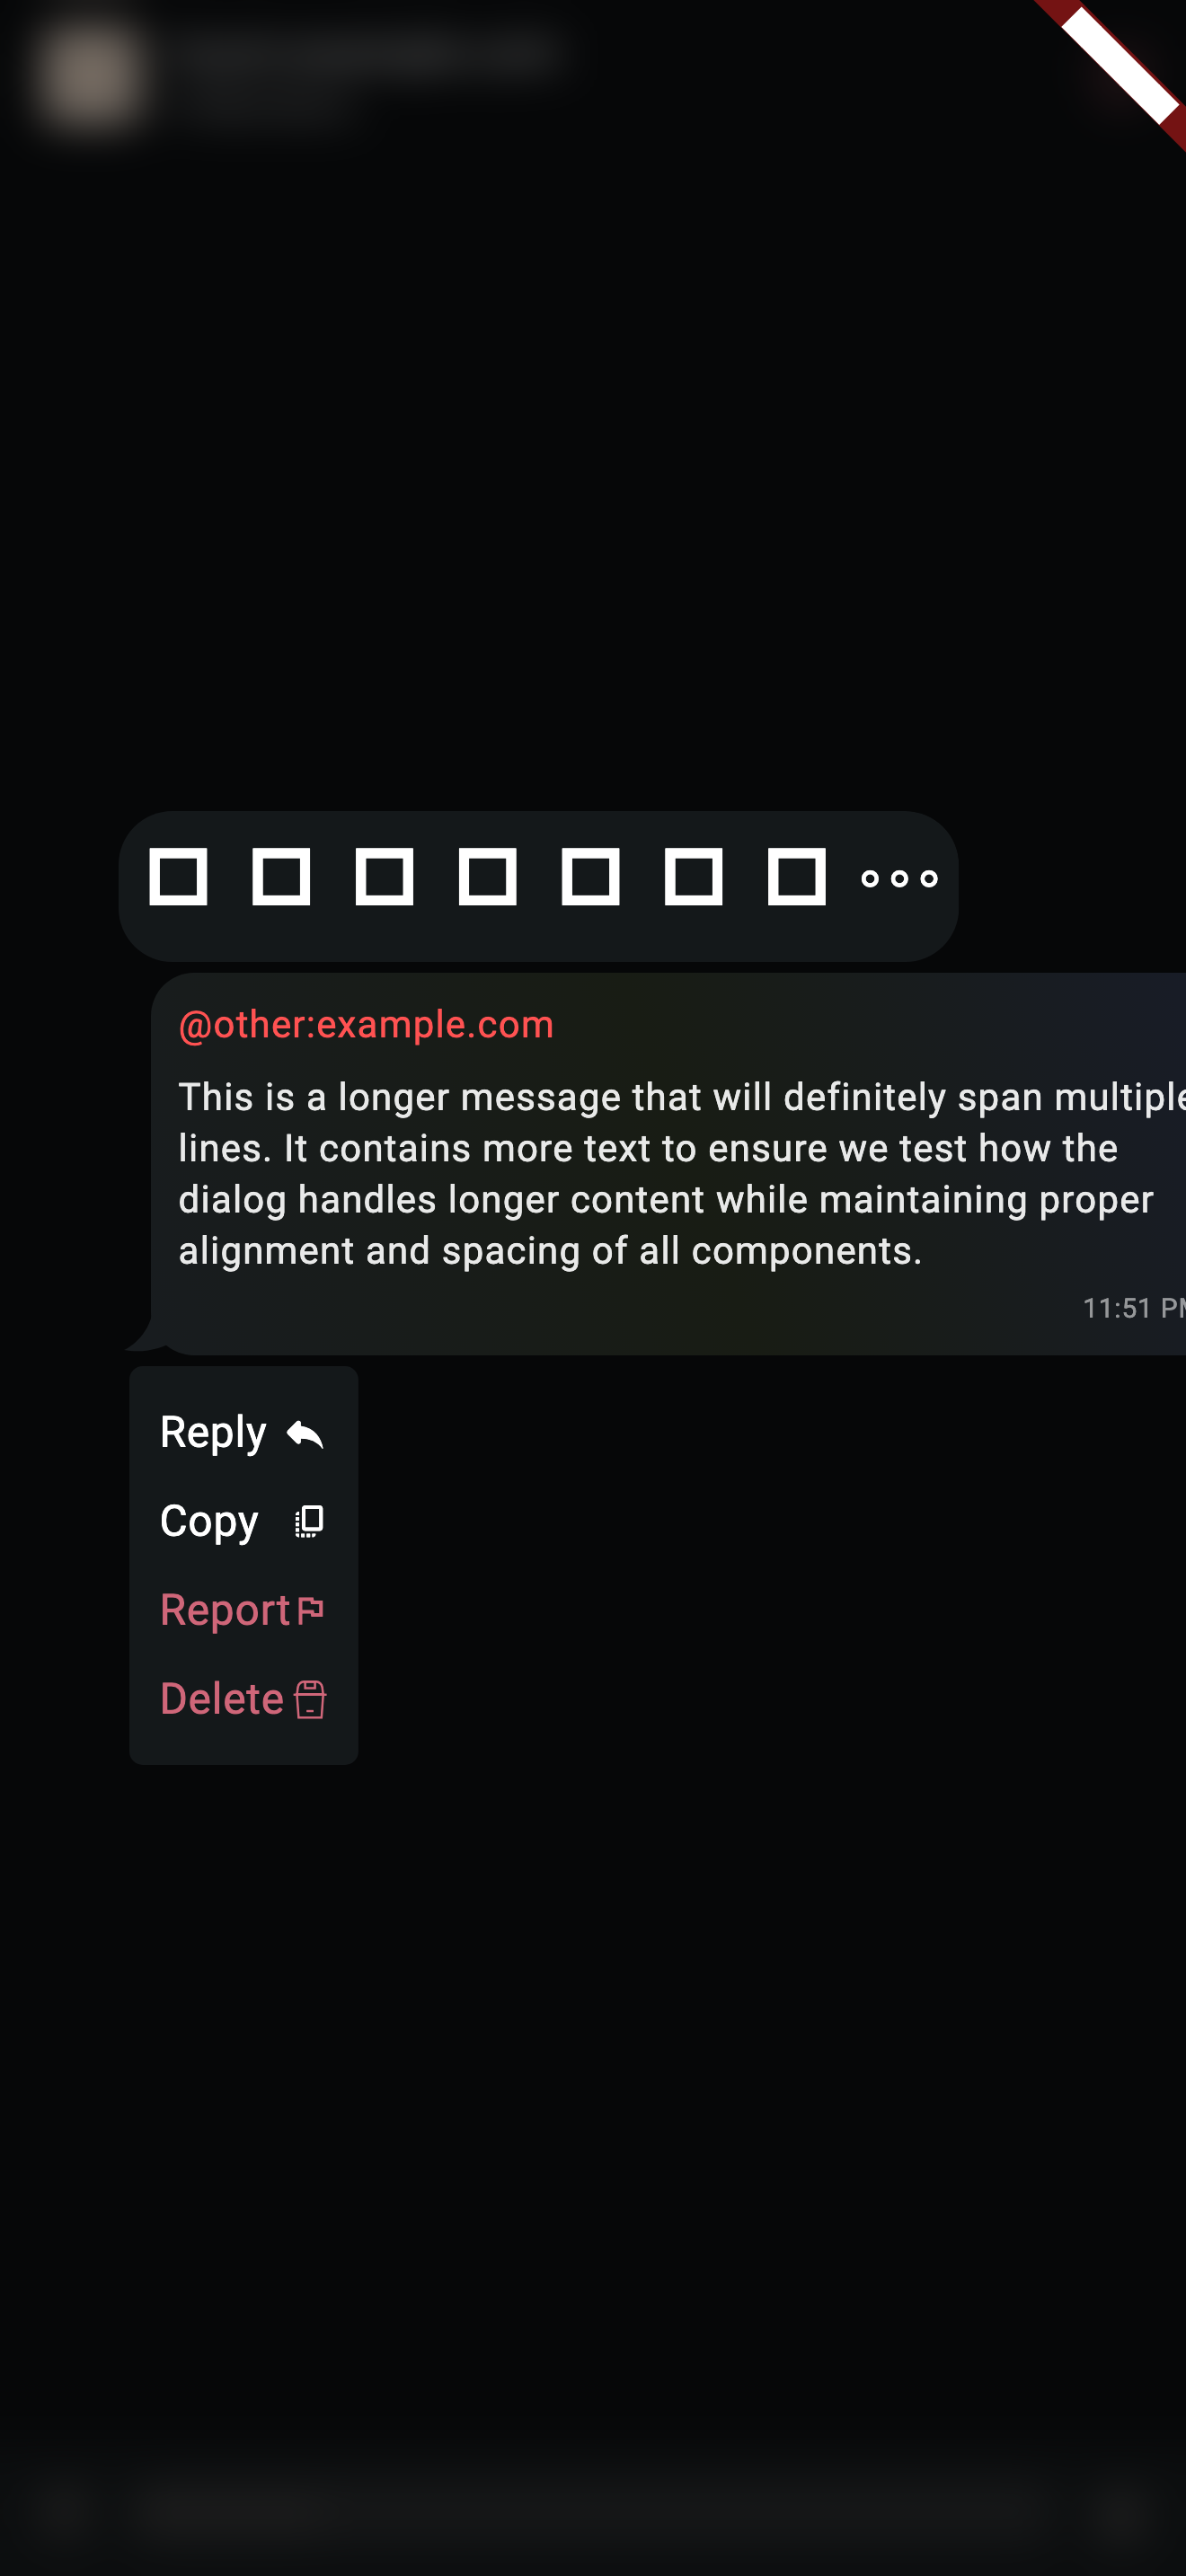 @other:example.com
This is a longer message that will definitely span multiple
lines. It contains more text to ensure we test how the
dialog handles longer content while maintaining proper
alignment and spacing of all components.
11:51 PM
Reply
Copy
Report
Delete